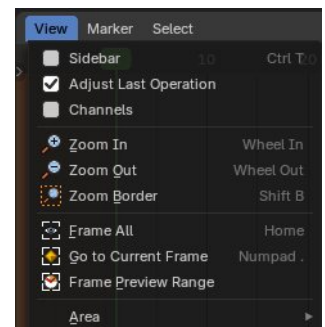 View Marker Select
Sidebar Ctrl T
Adjust Last Operation
Channels
Zoom In Wheel In
Zoom Out Wheel Out
Zoom Border Shift B
Frame All Home
Go to Current Frame Numpad .
Frame Preview Range
Area